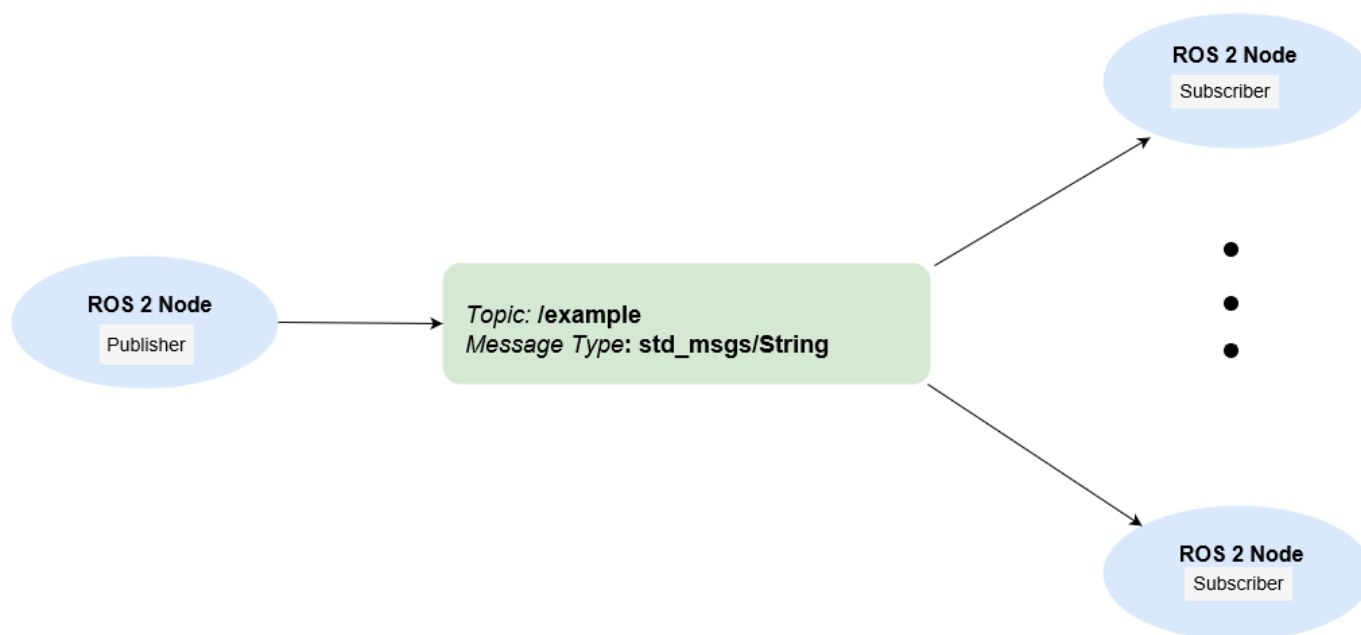 ROS 2 Node
Subscriber
ROS 2 Node
Publisher
Topic: /example
Message Type: std_msgs/String
ROS 2 Node
Subscriber